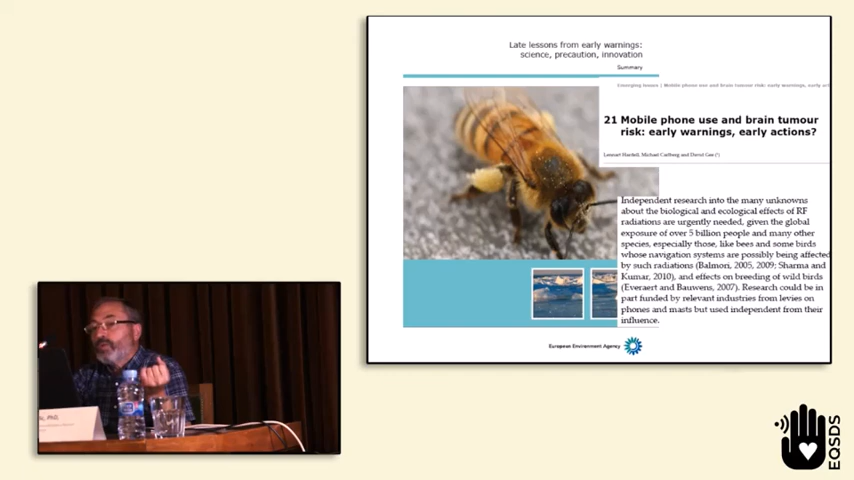 Late lessons from early warnings:
science, precaution, innovation
Summary
Emerging issues | Mobile phone use and brain tumour risk: early warnings, early
21 Mobile phone use and brain tumour
risk: early warnings, early actions?
Lennart Hardell, Michael Carlberg and David Gee (¹)
Independent research into the many unknowns
about the biological and ecological effects of RF
radiations are urgently needed, given the global
exposure of over 5 billion people and many other
species, especially those, like bees and some birds
whose navigation systems are possibly being affected
by such radiations (Balmori, 2005, 2009; Sharma and
Kumar, 2010), and effects on breeding of wild birds
(Everaert and Bauwens, 2007). Research could be in
part funded by relevant industries from levies on
phones and masts but used independent from their
influence.
European Environment Agency
PhD,
EQSDS